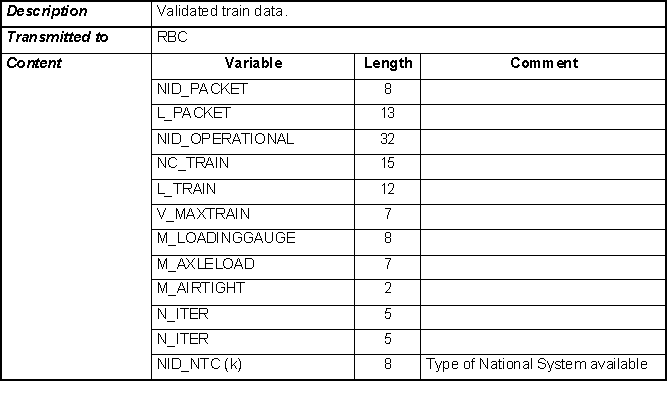 Description Validated train data.
Transmitted to RBC
Content Variable Length Comment
NID_PACKET 8
L_PACKET 13
NID_OPERATIONAL 32
NC_TRAIN 15
L_TRAIN 12
V_MAXTRAIN 7
M_LOADINGGAUGE 8
M_AXLELOAD 7
M_AIRTIGHT 2
N_ITER 5
N_ITER 5
NID_NTC (k) 8 Type of National System available